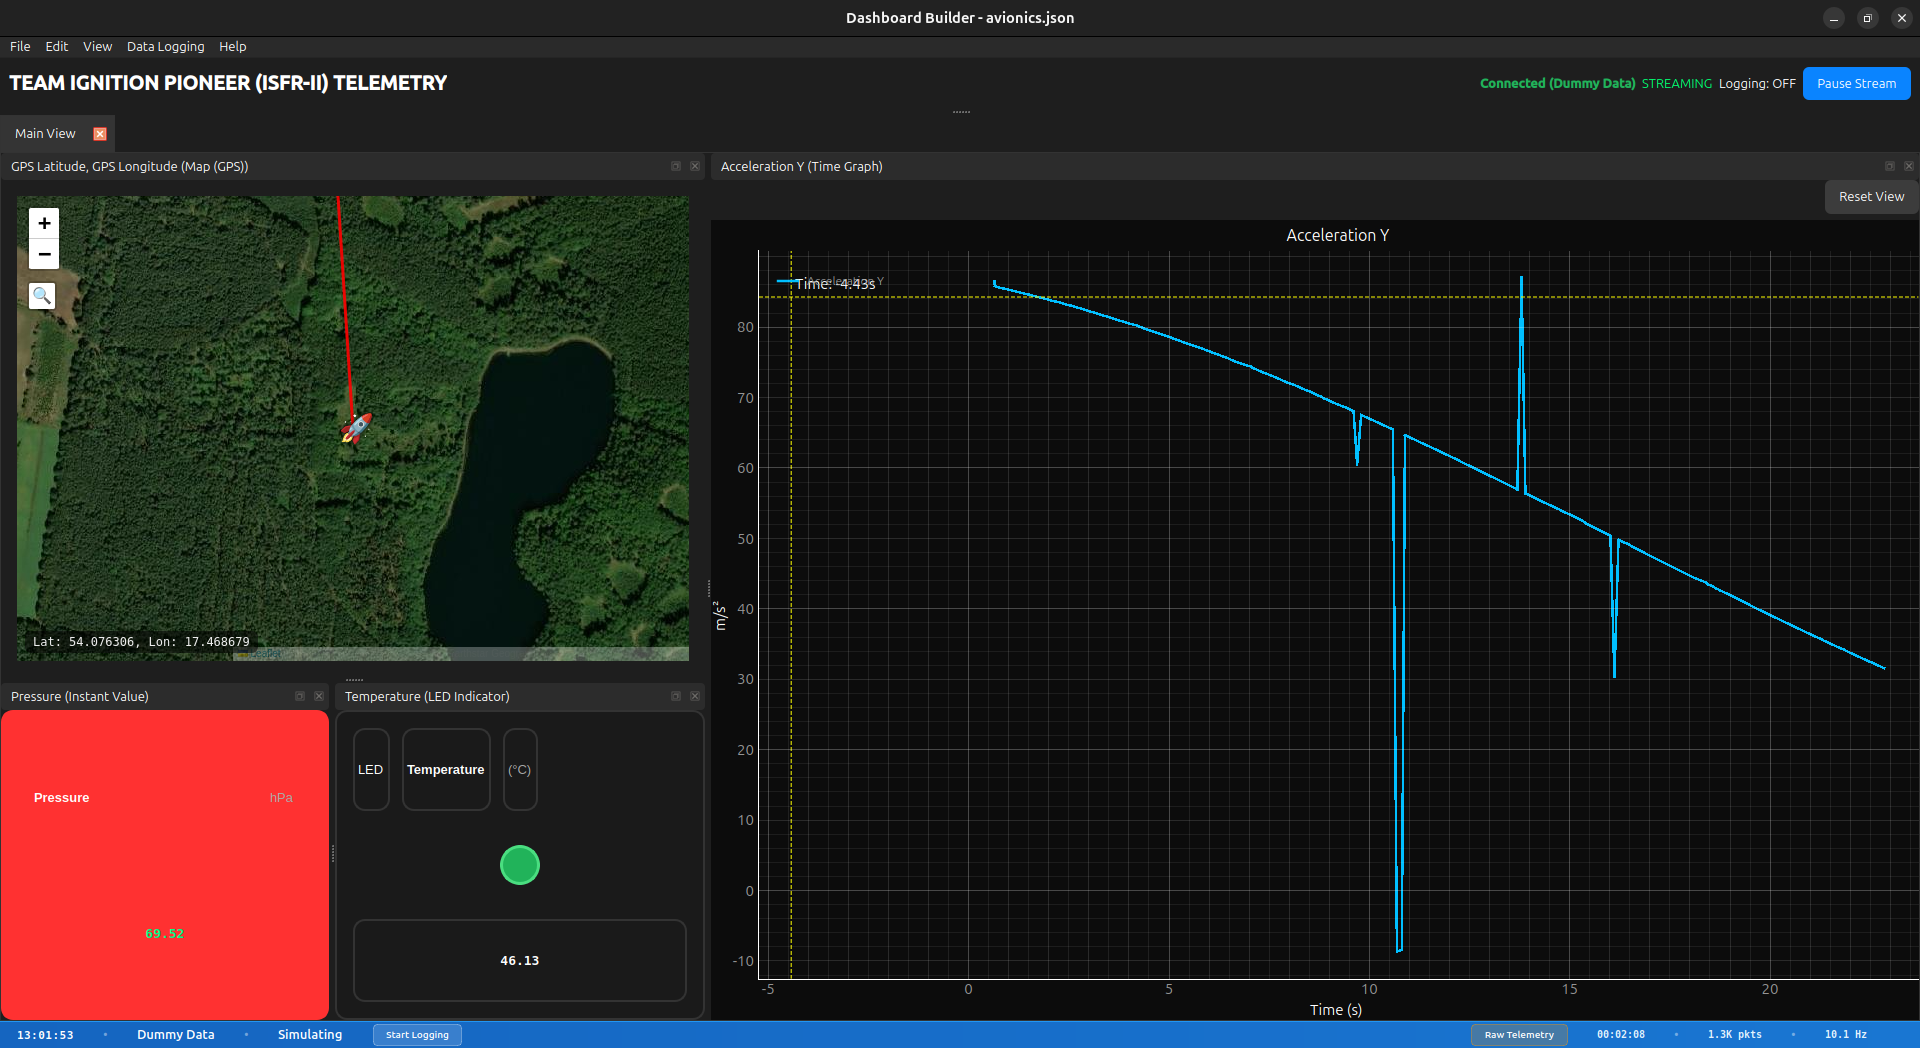 Dashboard Builder - avionics.json
File Edit View Data Logging Help
TEAM IGNITION PIONEER (ISFR-II) TELEMETRY
Connected (Dummy Data) STREAMING Logging: OFF Pause Stream
Main View
GPS Latitude, GPS Longitude (Map (GPS))
+
−
Lat: 54.076306, Lon: 17.468679
Leaflet
Acceleration Y (Time Graph)
Reset View
Acceleration Y
Acceleration Y
Time: -4.43s
80
70
60
50
40
30
20
10
0
-10
m/s²
-5 0 5 10 15 20
Time (s)
Pressure (Instant Value)
Pressure hPa
69.52
Temperature (LED Indicator)
LED Temperature (°C)
46.13
13:01:53 • Dummy Data • Simulating Start Logging Raw Telemetry 00:02:08 • 1.3K pkts • 10.1 Hz